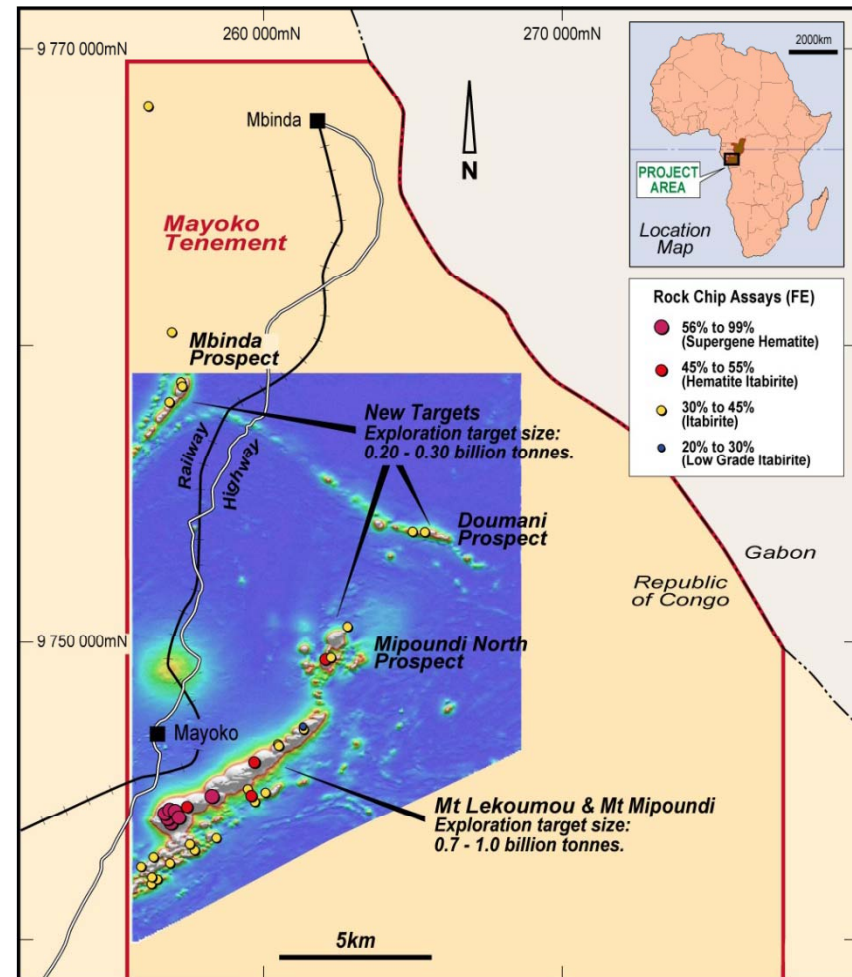 260 000mN
270 000mN
9 770 000mN
2000km
Mbinda
N
PROJECT
AREA
Location
Map
Mayoko
Tenement
Rock Chip Assays (FE)
56% to 99%
(Supergene Hematite)
45% to 55%
(Hematite Itabirite)
30% to 45%
(Itabirite)
20% to 30%
(Low Grade Itabirite)
Mbinda
Prospect
New Targets
Exploration target size:
0.20 - 0.30 billion tonnes.
Railway
Highway
Doumani
Prospect
Gabon
Republic
of Congo
9 750 000mN
Mipoundi North
Prospect
Mayoko
Mt Lekoumou & Mt Mipoundi
Exploration target size:
0.7 - 1.0 billion tonnes.
5km